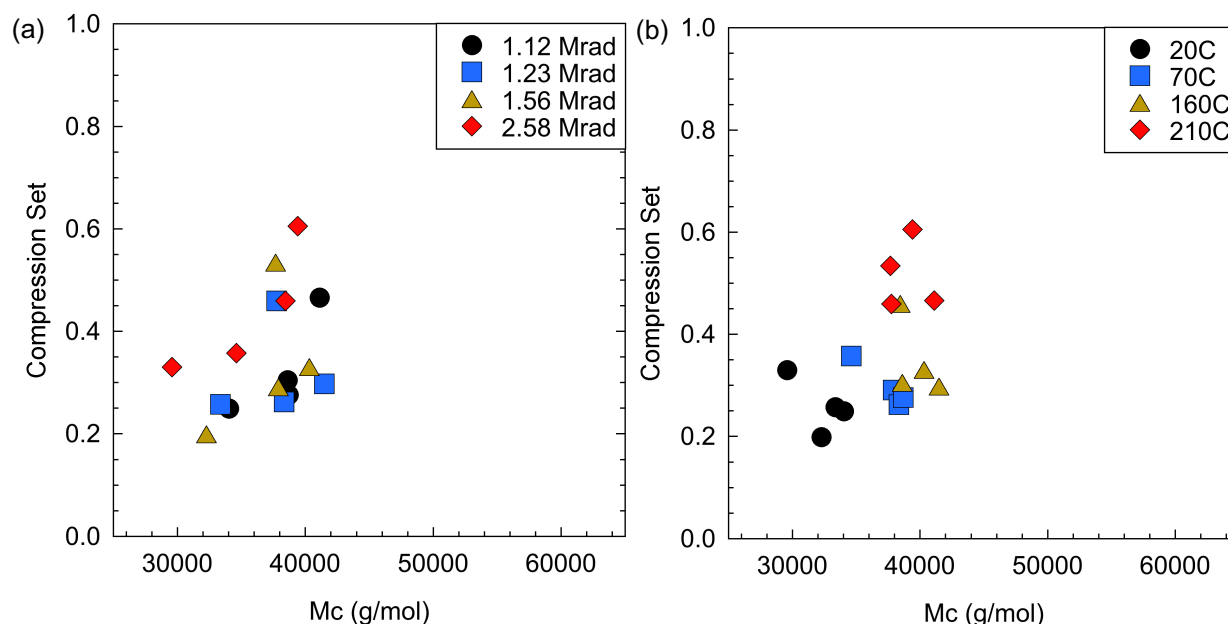 (a)
1.12 Mrad
1.23 Mrad
1.56 Mrad
2.58 Mrad
Compression Set
1.0
0.8
0.6
0.4
0.2
0.0
30000 40000 50000 60000
Mc (g/mol)
(b)
20C
70C
160C
210C
Compression Set
1.0
0.8
0.6
0.4
0.2
0.0
30000 40000 50000 60000
Mc (g/mol)